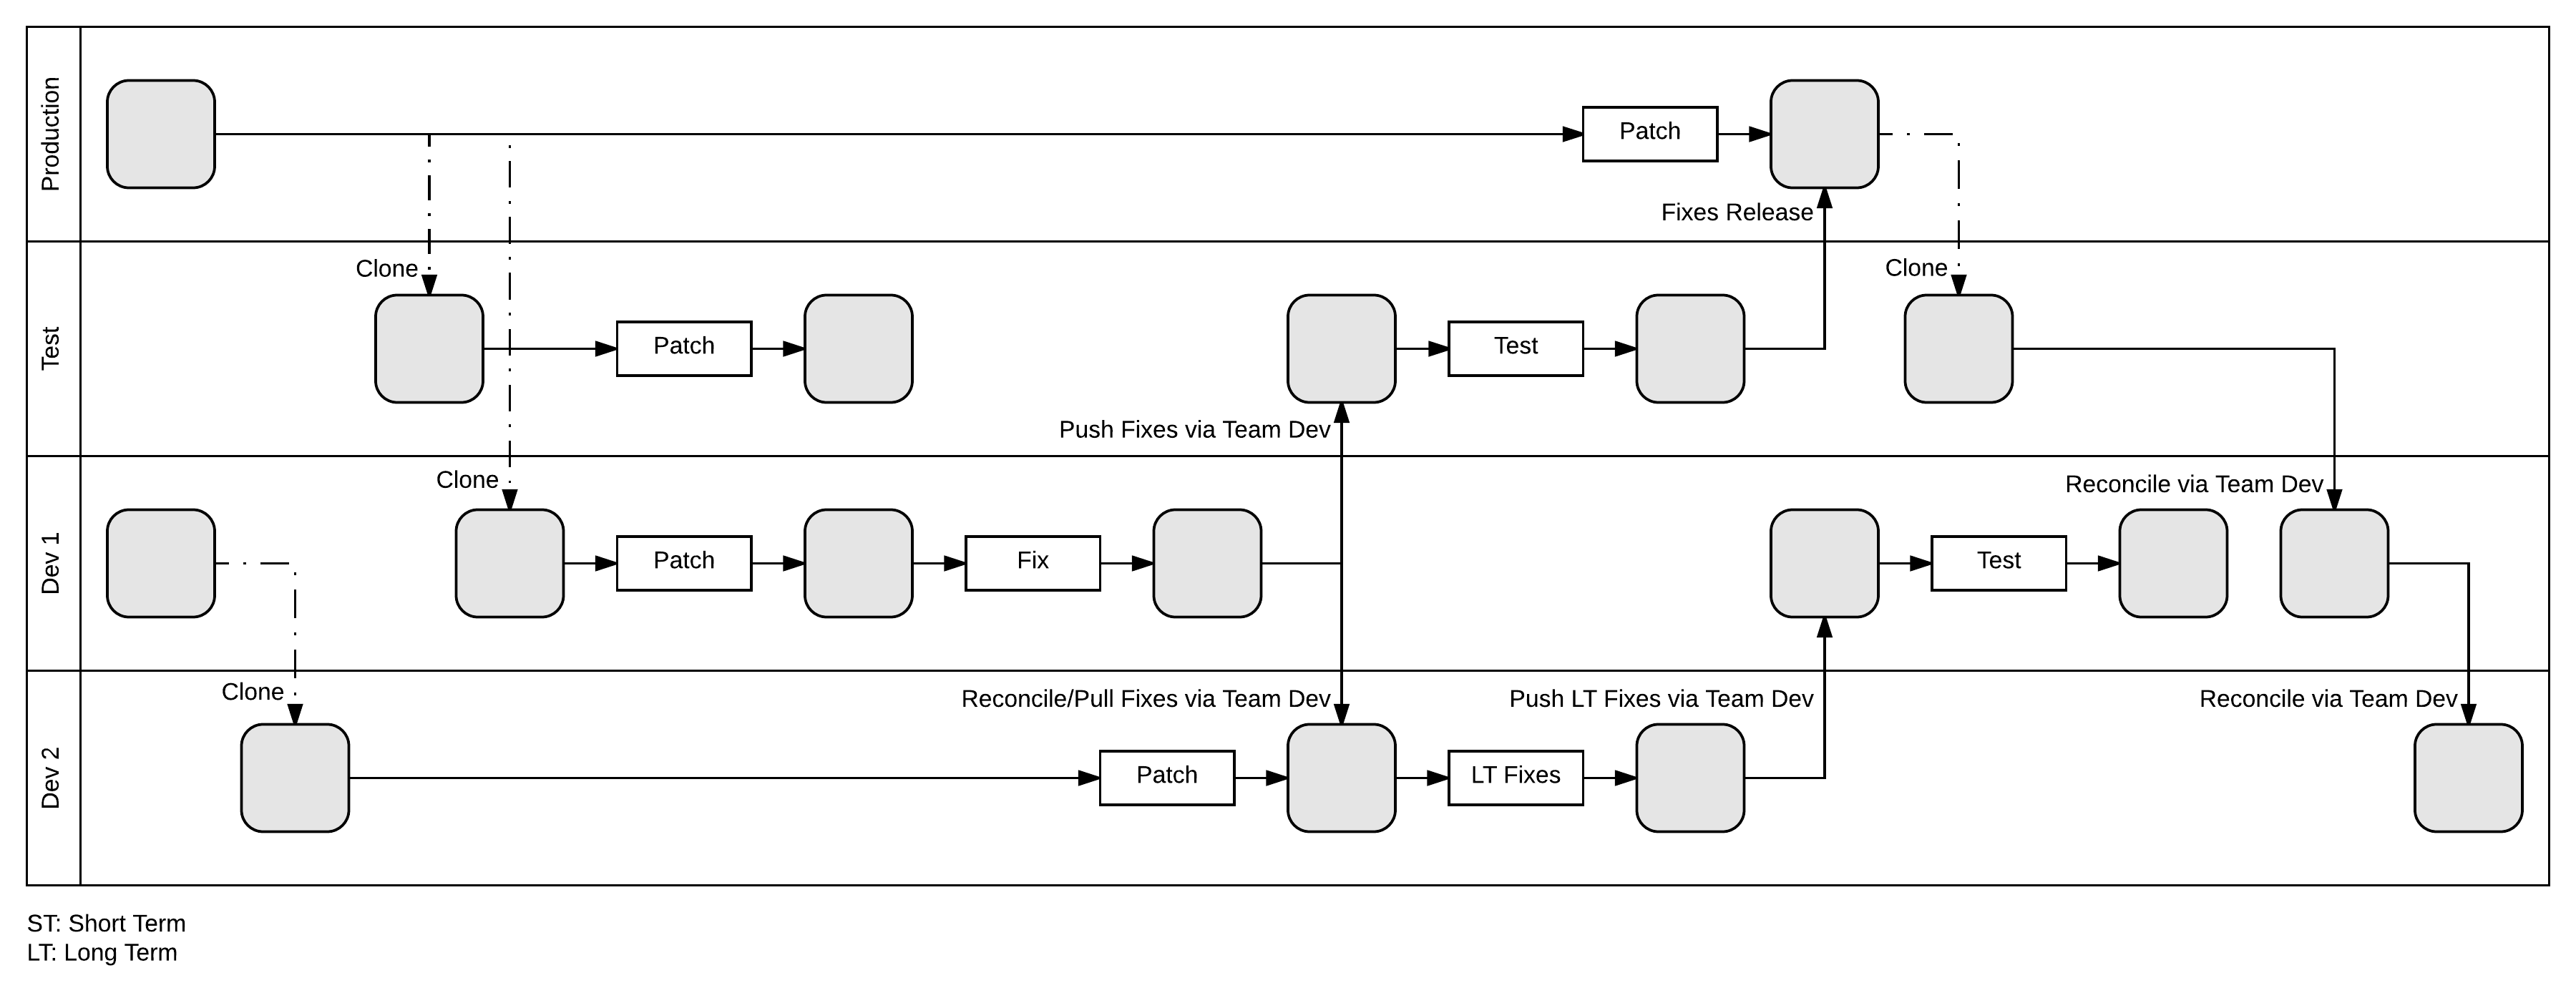 Production
Patch
Fixes Release
Test
Clone
Clone
Patch
Test
Push Fixes via Team Dev
Dev 1
Clone
Reconcile via Team Dev
Patch
Fix
Test
Dev 2
Clone
Reconcile/Pull Fixes via Team Dev
Push LT Fixes via Team Dev
Reconcile via Team Dev
Patch
LT Fixes
ST: Short Term
LT: Long Term